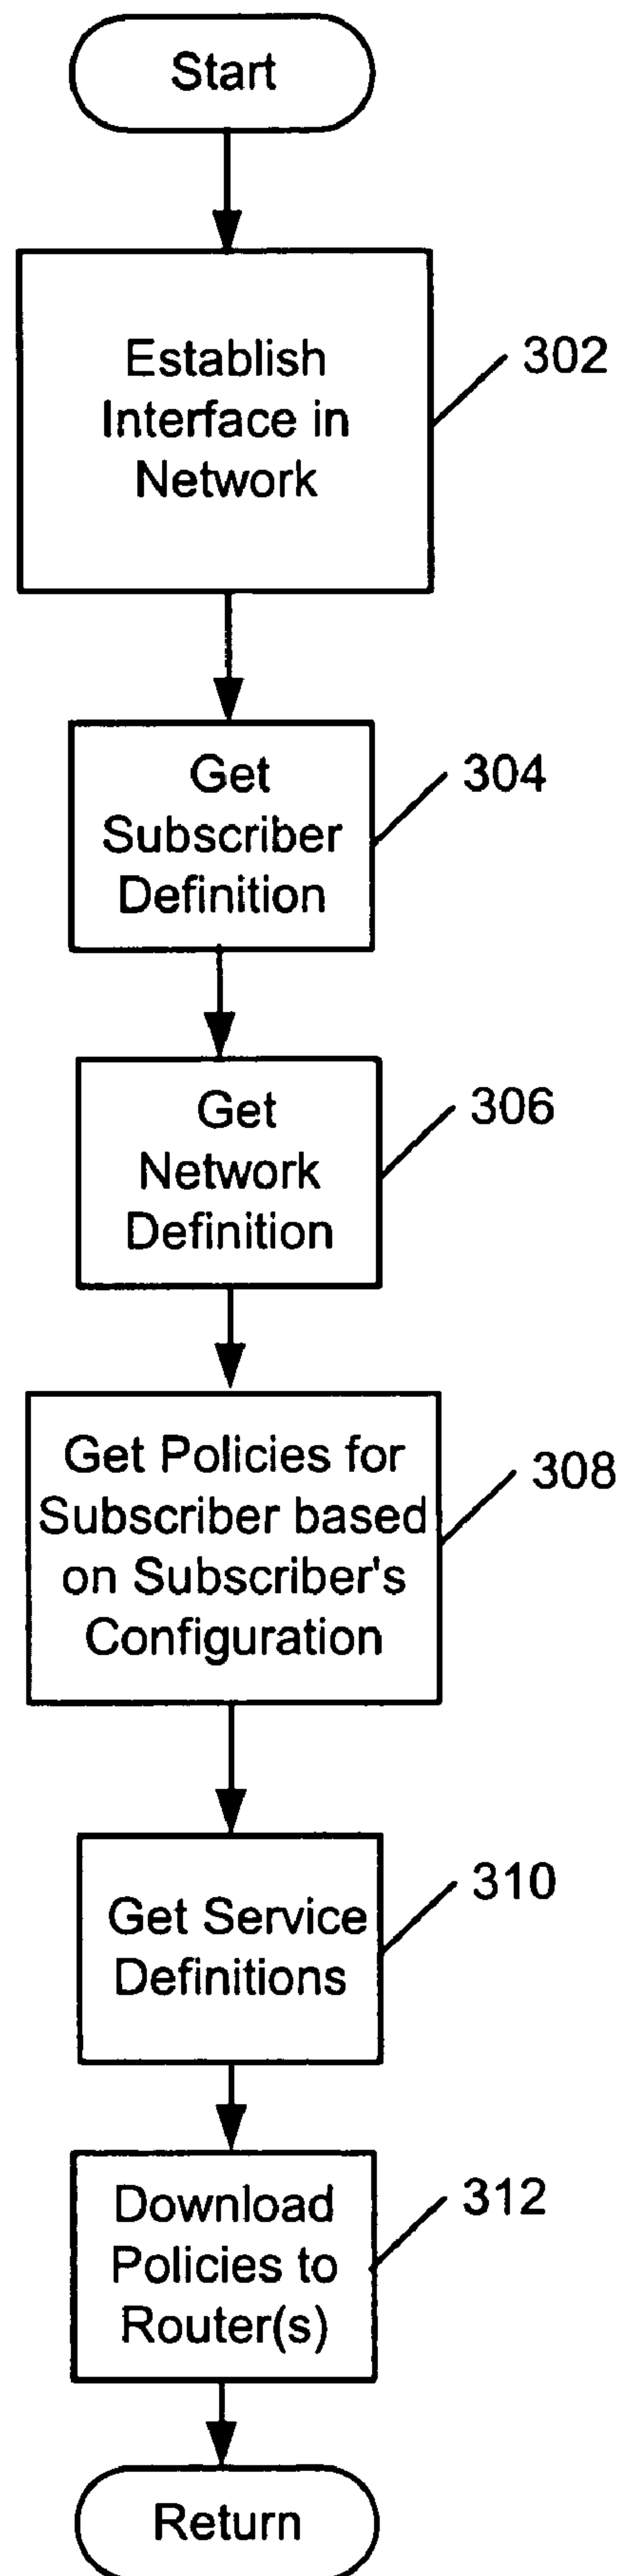 Start
Establish
Interface in
Network
302
Get
Subscriber
Definition
304
Get
Network
Definition
306
Get Policies for
Subscriber based
on Subscriber's
Configuration
308
Get Service
Definitions
310
Download
Policies to
Router(s)
312
Return